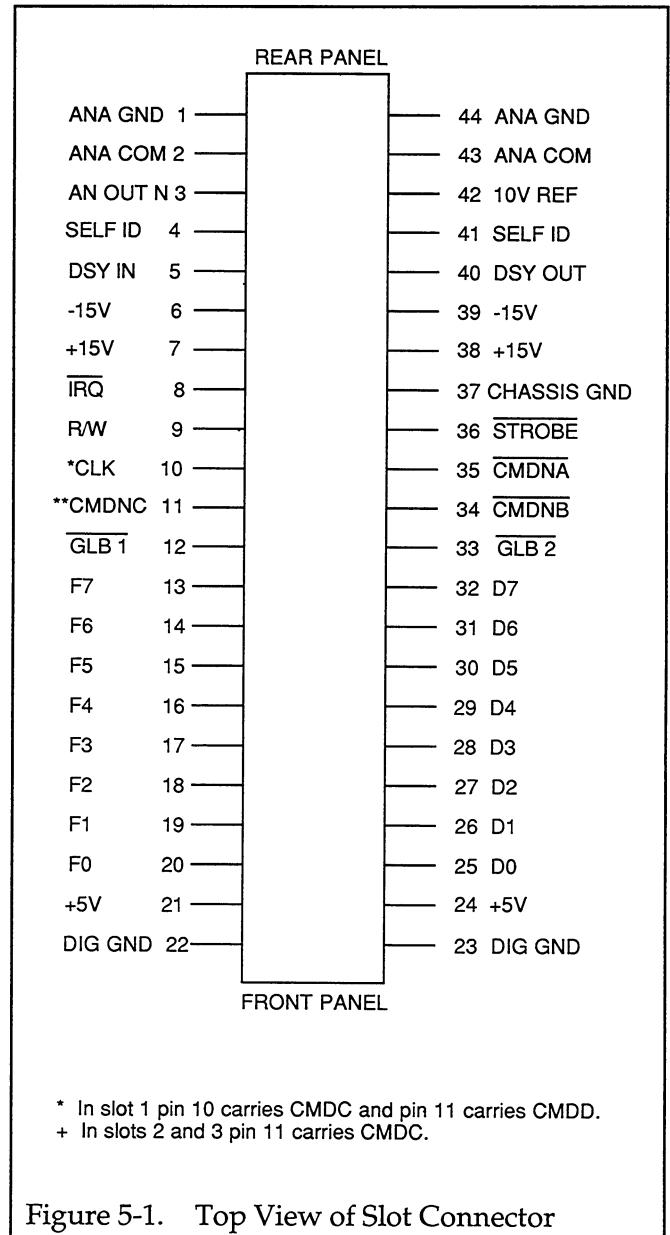 REAR PANEL
ANA GND 1 44 ANA GND
ANA COM 2 43 ANA COM
AN OUT N 3 42 10V REF
SELF ID 4 41 SELF ID
DSY IN 5 40 DSY OUT
-15V 6 39 -15V
+15V 7 38 +15V
IRQ 8 37 CHASSIS GND
R/W 9 36 STROBE
*CLK 10 35 CMDNA
**CMDNC 11 34 CMDNB
GLB 1 12 33 GLB 2
F7 13 32 D7
F6 14 31 D6
F5 15 30 D5
F4 16 29 D4
F3 17 28 D3
F2 18 27 D2
F1 19 26 D1
F0 20 25 D0
+5V 21 24 +5V
DIG GND 22 23 DIG GND
FRONT PANEL
* In slot 1 pin 10 carries CMDC and pin 11 carries CMDD.
+ In slots 2 and 3 pin 11 carries CMDC.
Figure 5-1. Top View of Slot Connector